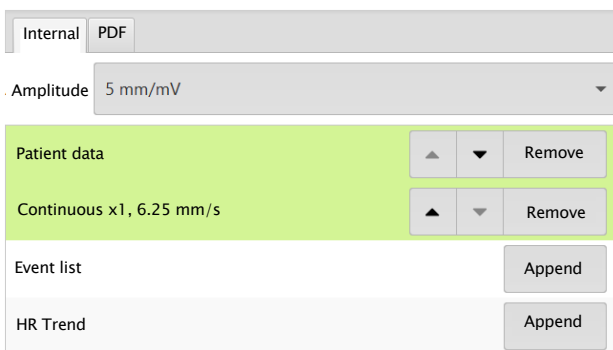 Internal PDF
Amplitude 5 mm/mV
Patient data Remove
Continuous x1, 6.25 mm/s Remove
Event list Append
HR Trend Append